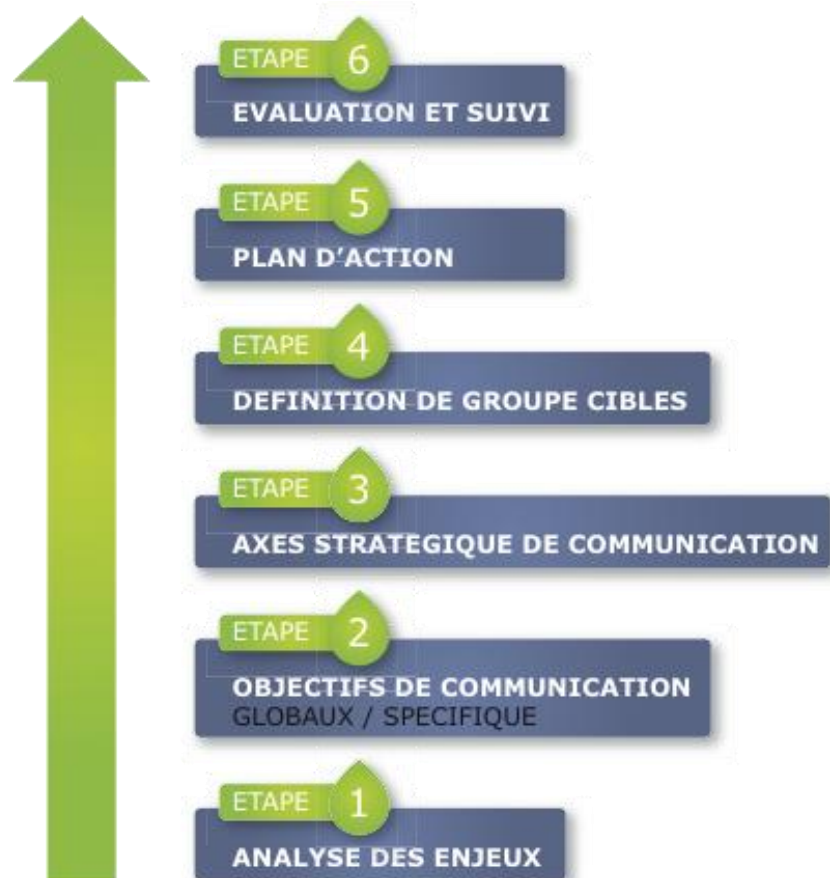 ETAPE 6
EVALUATION ET SUIVI
ETAPE 5
PLAN D'ACTION
ETAPE 4
DEFINITION DE GROUPE CIBLES
ETAPE 3
AXES STRATEGIQUE DE COMMUNICATION
ETAPE 2
OBJECTIFS DE COMMUNICATION
GLOBAUX / SPECIFIQUE
ETAPE 1
ANALYSE DES ENJEUX